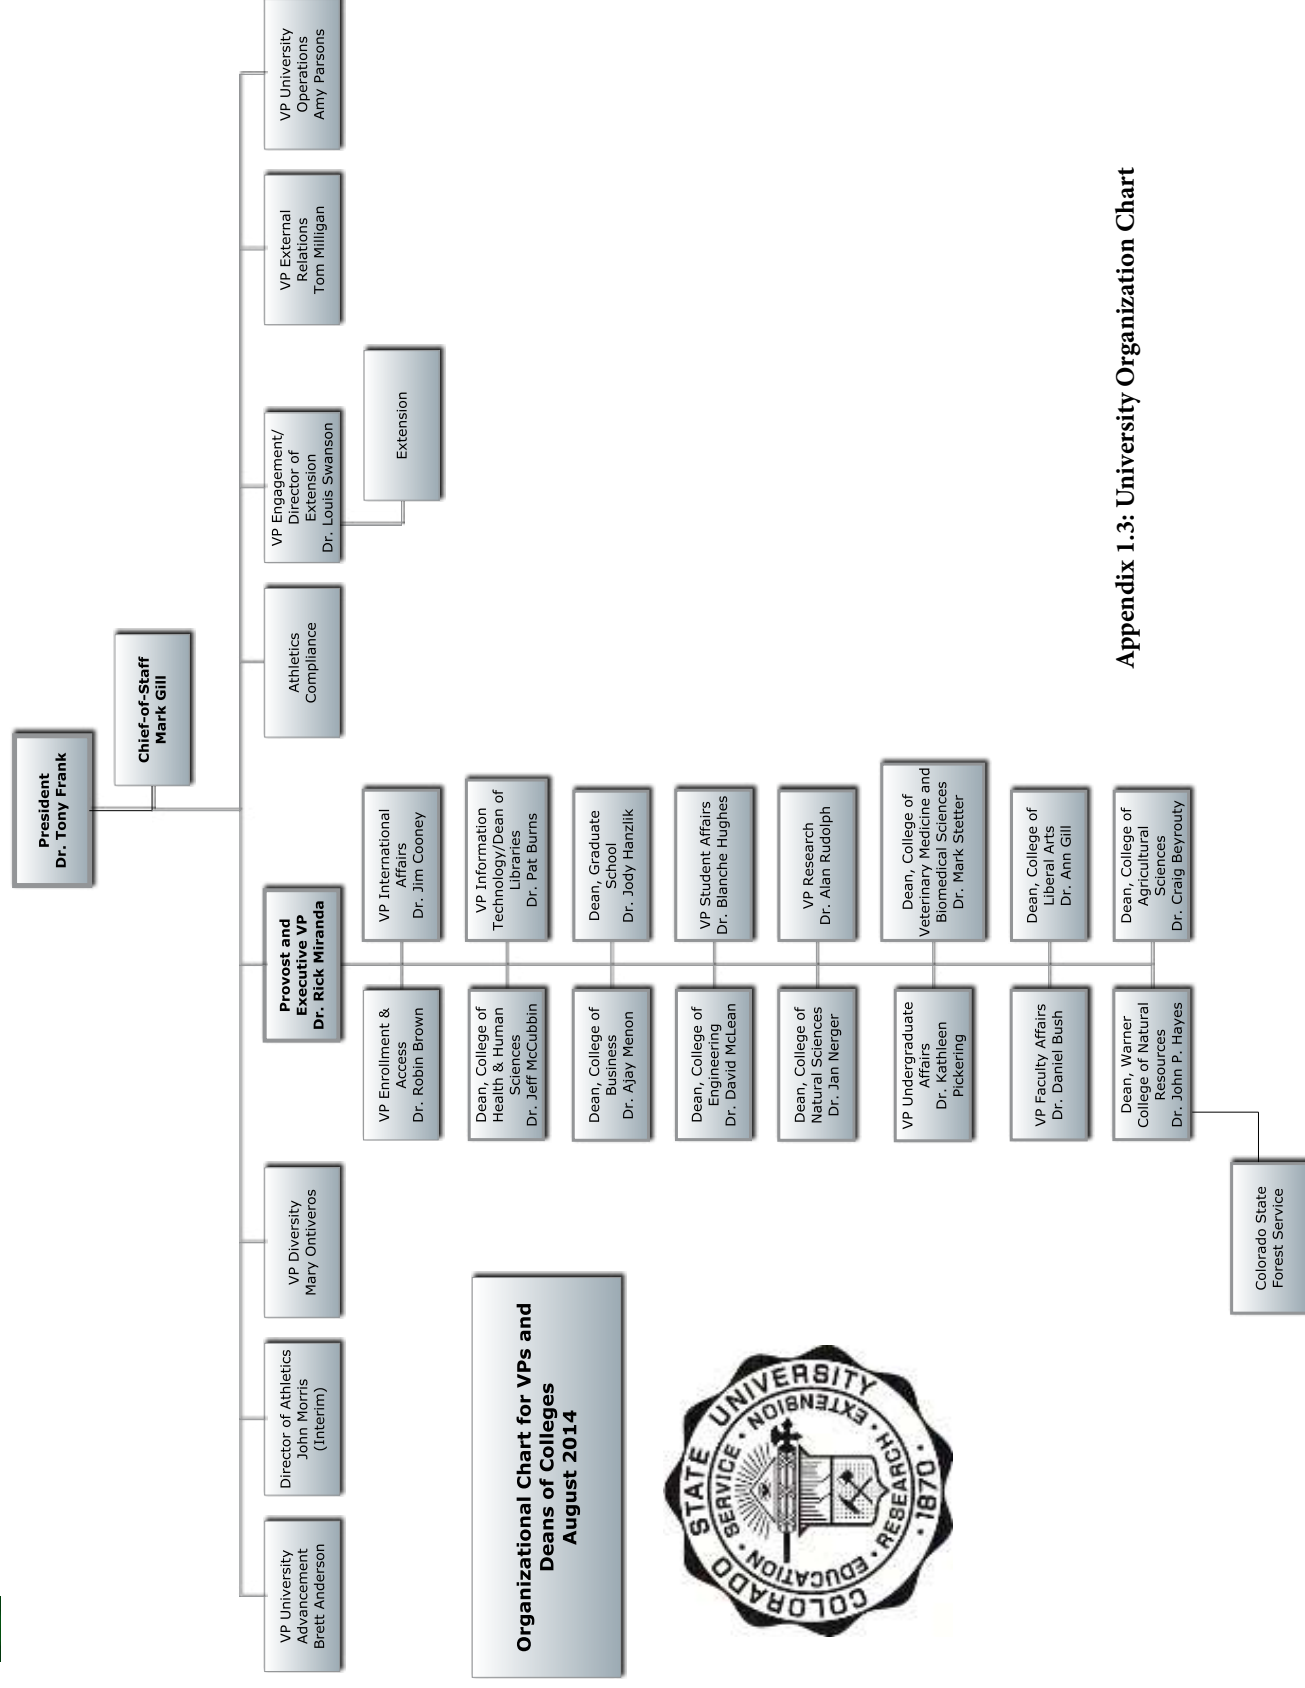 President
Dr. Tony Frank
Chief-of-Staff
Mark Gill
VP University
Advancement
Brett Anderson
Director of Athletics
John Morris
(Interim)
VP Diversity
Mary Ontiveros
Provost and
Executive VP
Dr. Rick Miranda
Athletics
Compliance
VP Engagement/
Director of
Extension
Dr. Louis Swanson
VP External
Relations
Tom Milligan
VP University
Operations
Amy Parsons
Extension
VP Enrollment &
Access
Dr. Robin Brown
VP International
Affairs
Dr. Jim Cooney
Dean, College of
Health & Human
Sciences
Dr. Jeff McCubbin
VP Information
Technology/Dean of
Libraries
Dr. Pat Burns
Dean, College of
Business
Dr. Ajay Menon
Dean, Graduate
School
Dr. Jody Hanzlik
Dean, College of
Engineering
Dr. David McLean
VP Student Affairs
Dr. Blanche Hughes
Dean, College of
Natural Sciences
Dr. Jan Nerger
VP Research
Dr. Alan Rudolph
VP Undergraduate
Affairs
Dr. Kathleen
Pickering
Dean, College of
Veterinary Medicine and
Biomedical Sciences
Dr. Mark Stetter
VP Faculty Affairs
Dr. Daniel Bush
Dean, College of
Liberal Arts
Dr. Ann Gill
Dean, Warner
College of Natural
Resources
Dr. John P. Hayes
Dean, College of
Agricultural
Sciences
Dr. Craig Beyrouty
Colorado State
Forest Service
Organizational Chart for VPs and
Deans of Colleges
August 2014
COLORADO STATE UNIVERSITY
• 1870 •
SERVICE • EXTENSION • RESEARCH • EDUCATION
Appendix 1.3: University Organization Chart